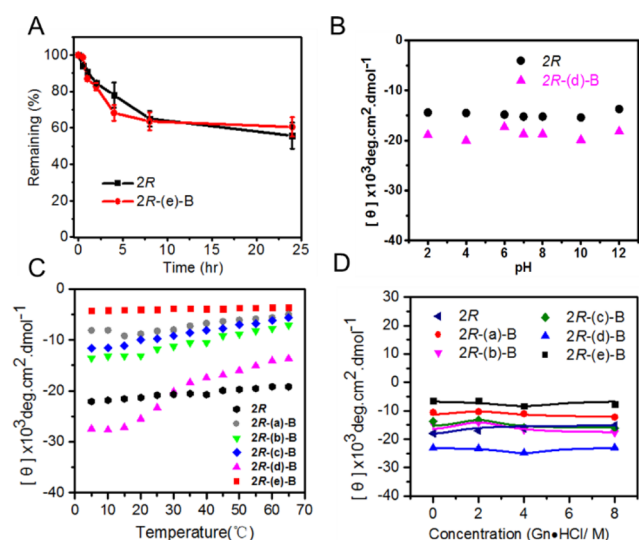 A
100
80
60
40
20
0
Remaining (%)
2R
2R-(e)-B
0 5 10 15 20 25
Time (hr)
B
0
-10
-20
-30
-40
[ θ ] x10³deg.cm².dmol⁻¹
2R
2R-(d)-B
2 4 6 8 10 12
pH
C
0
-10
-20
-30
-40
[ θ ] x10³deg.cm².dmol⁻¹
2R
2R-(a)-B
2R-(b)-B
2R-(c)-B
2R-(d)-B
2R-(e)-B
0 10 20 30 40 50 60 70
Temperature(℃)
D
30
20
10
0
-10
-20
-30
-40
[ θ ] x10³deg.cm².dmol⁻¹
2R
2R-(a)-B
2R-(b)-B
2R-(c)-B
2R-(d)-B
2R-(e)-B
0 2 4 6 8
Concentration (Gn•HCl/ M)